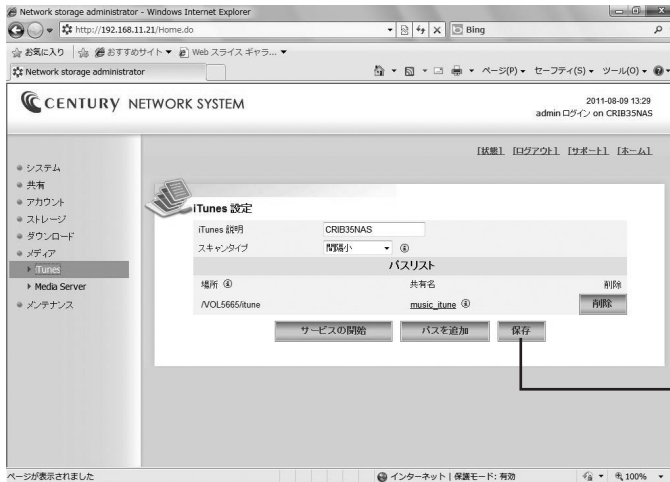 Network storage administrator - Windows Internet Explorer
http://192.168.11.21/Home.do
Bing
お気に入り おすすめサイト ▼ Web スライス ギャラ... ▼
Network storage administrator
ページ(P) ▼ セーフティ(S) ▼ ツール(O) ▼
CENTURY NETWORK SYSTEM
2011-08-09 13:29
admin ログイン on CRIB35NAS
[状態] [ログアウト] [サポート] [ホーム]
システム
共有
アカウント
ストレージ
ダウンロード
メディア
iTunes
Media Server
メンテナンス
iTunes 設定
iTunes 説明 CRIB35NAS
スキャンタイプ 間隔小
パスリスト
場所 共有名 削除
/VOL5665/itune music_itune 削除
サービスの開始 パスを追加 保存
ページが表示されました インターネット | 保護モード: 有効 100%